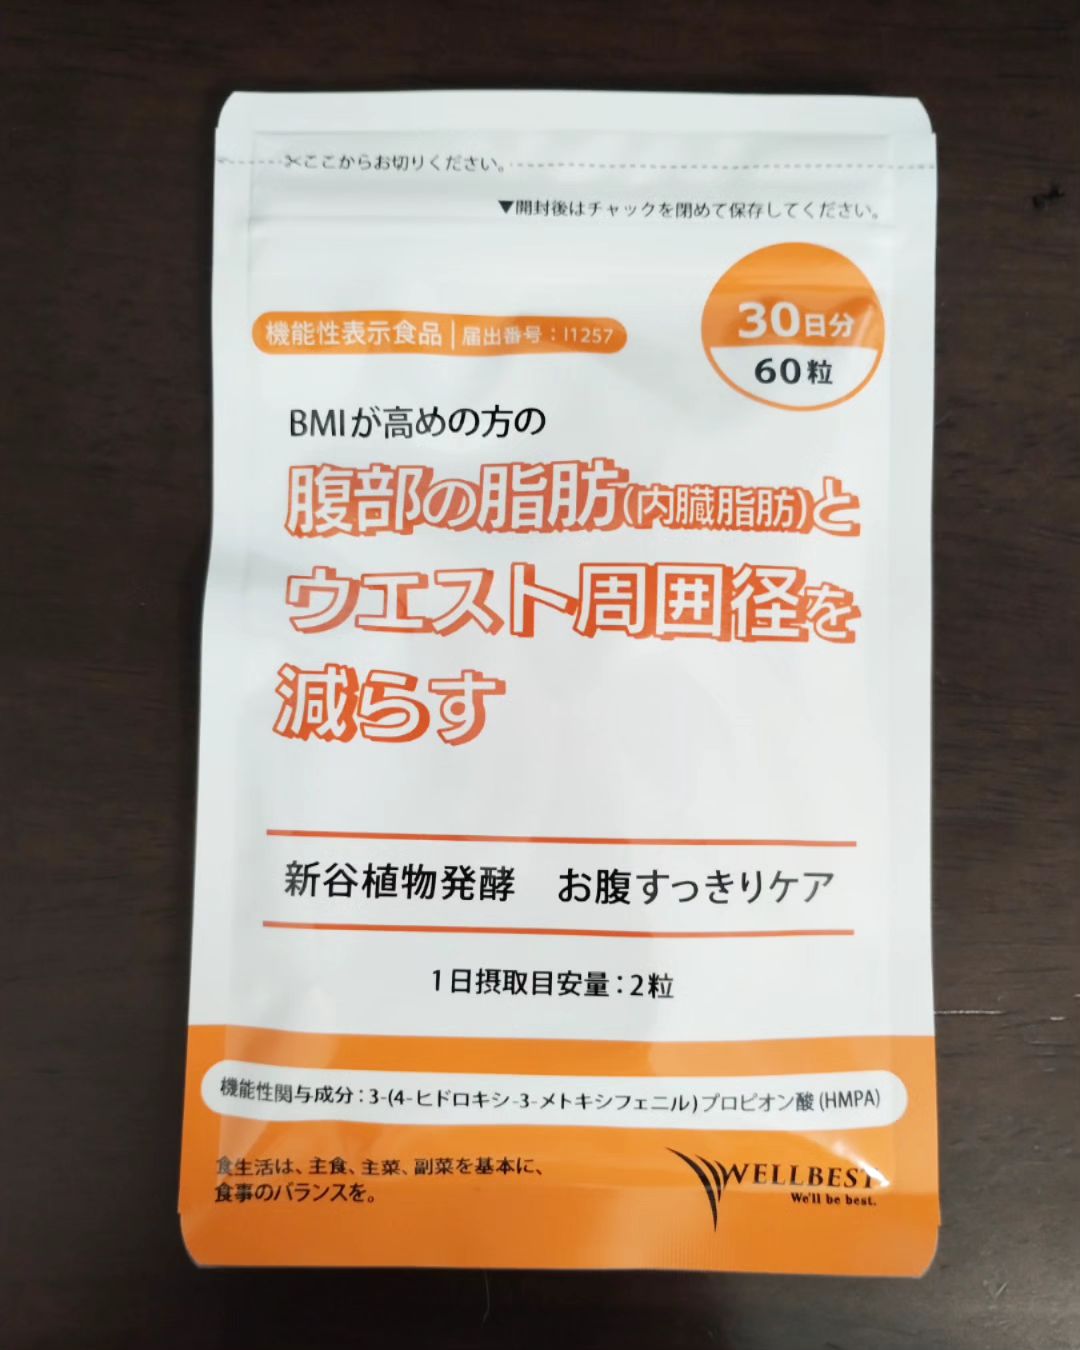 ✂ここからお切りください。
▼開封後はチャックを閉めて保存してください。
30日分
60粒
機能性表示食品|届出番号：I1257
BMIが高めの方の
腹部の脂肪(内臓脂肪)と
ウエスト周囲径を
減らす
新谷植物発酵　お腹すっきりケア
1日摂取目安量：2粒
機能性関与成分：3-(4-ヒドロキシ-3-メトキシフェニル)プロピオン酸(HMPA)
食生活は、主食、主菜、副菜を基本に、
食事のバランスを。
WELLBEST
We'll be best.